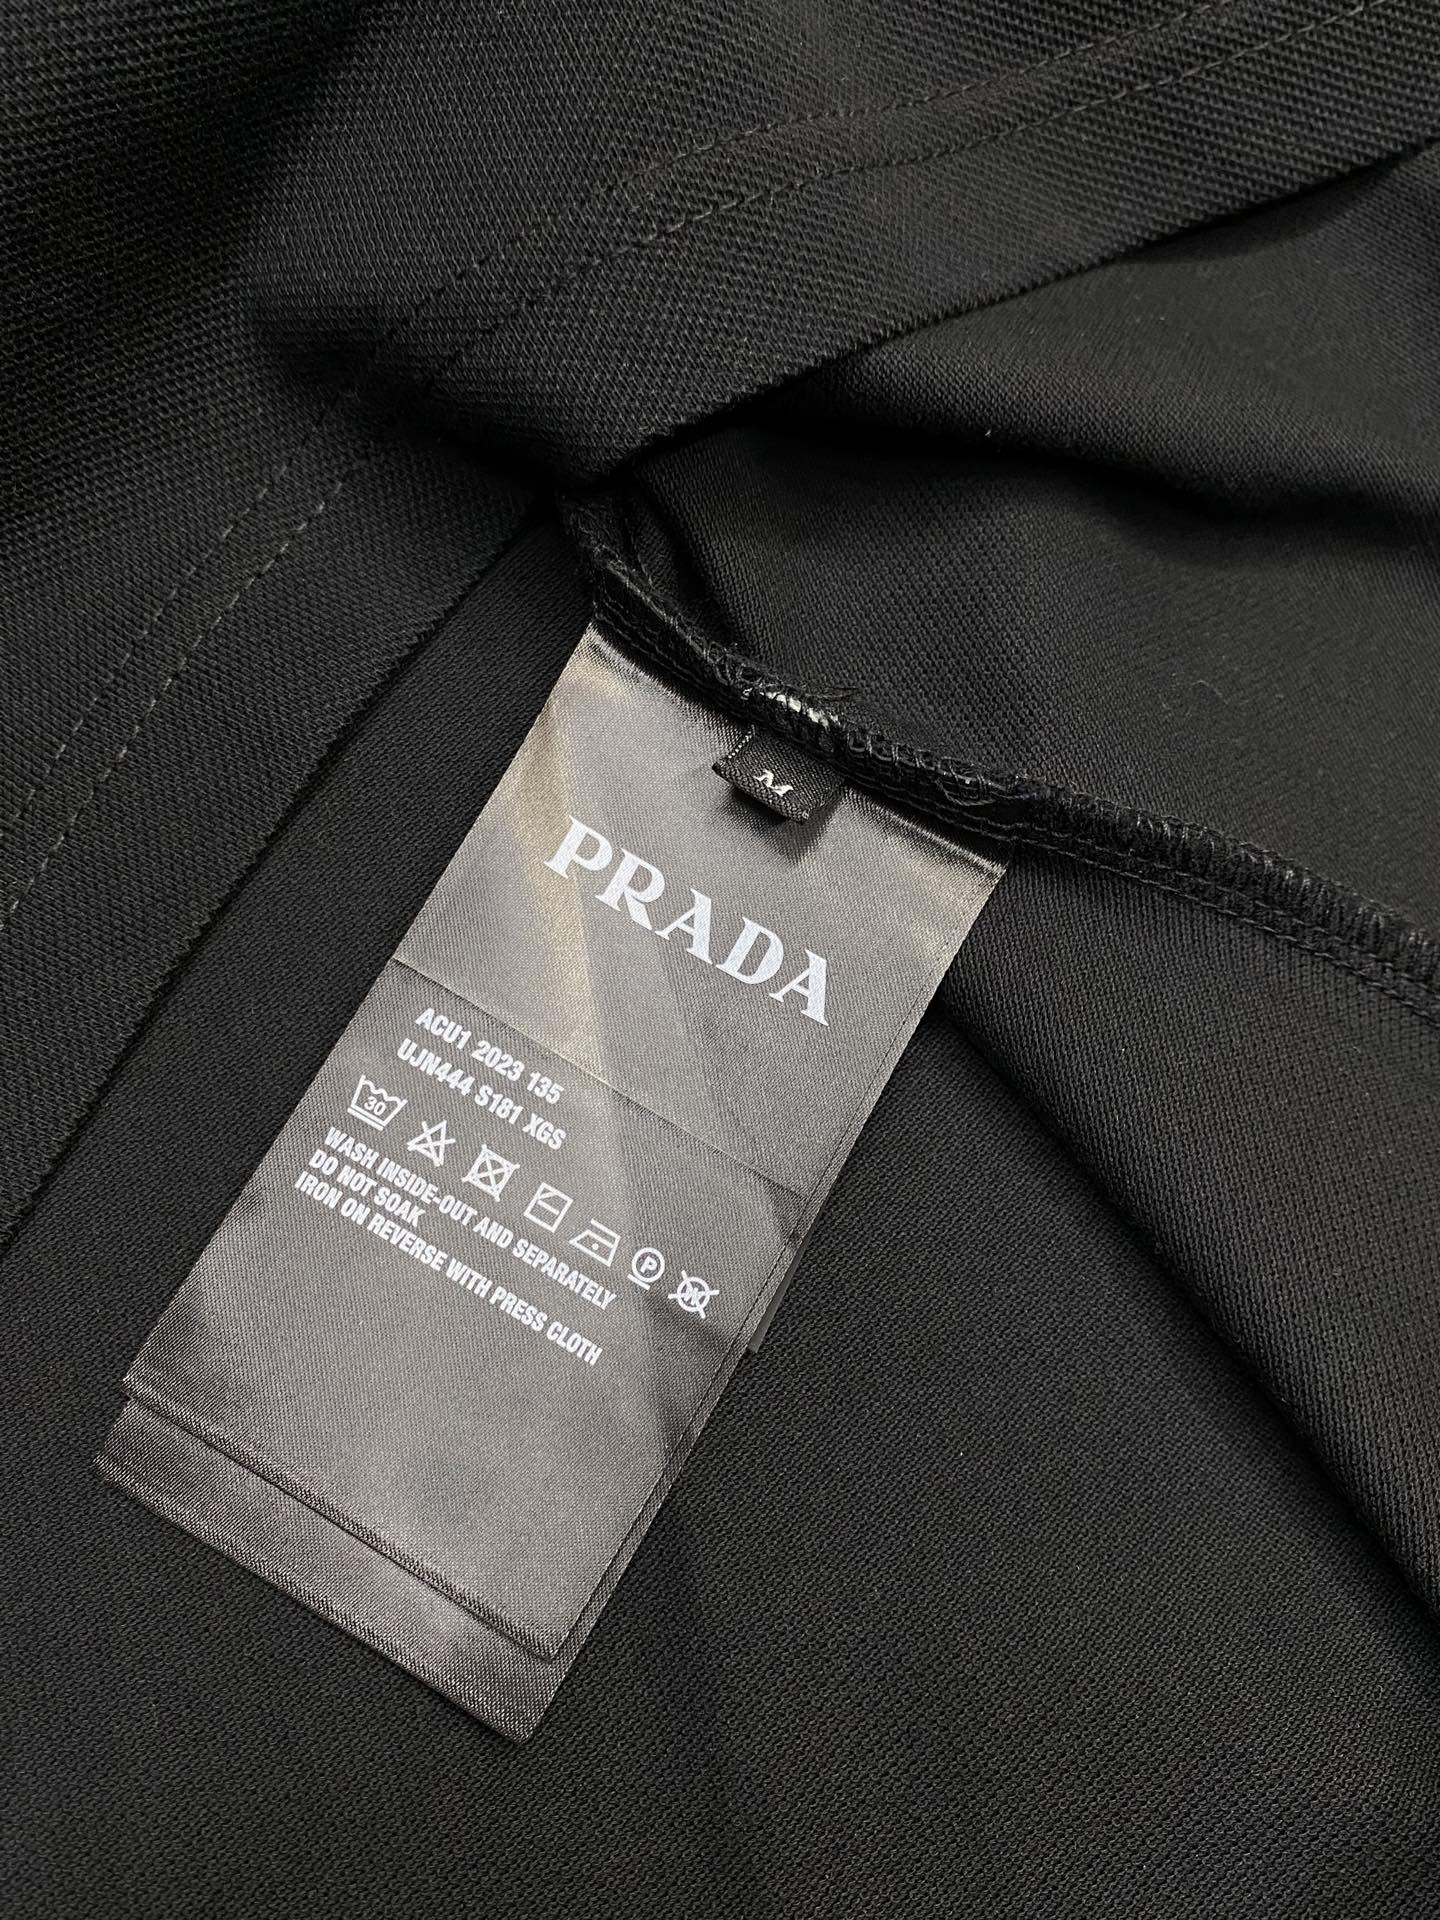 M
PRADA
ACU1 2023 135
UJN444 S181 XGS
30
P
WASH INSIDE-OUT AND SEPARATELY
DO NOT SOAK
IRON ON REVERSE WITH PRESS CLOTH